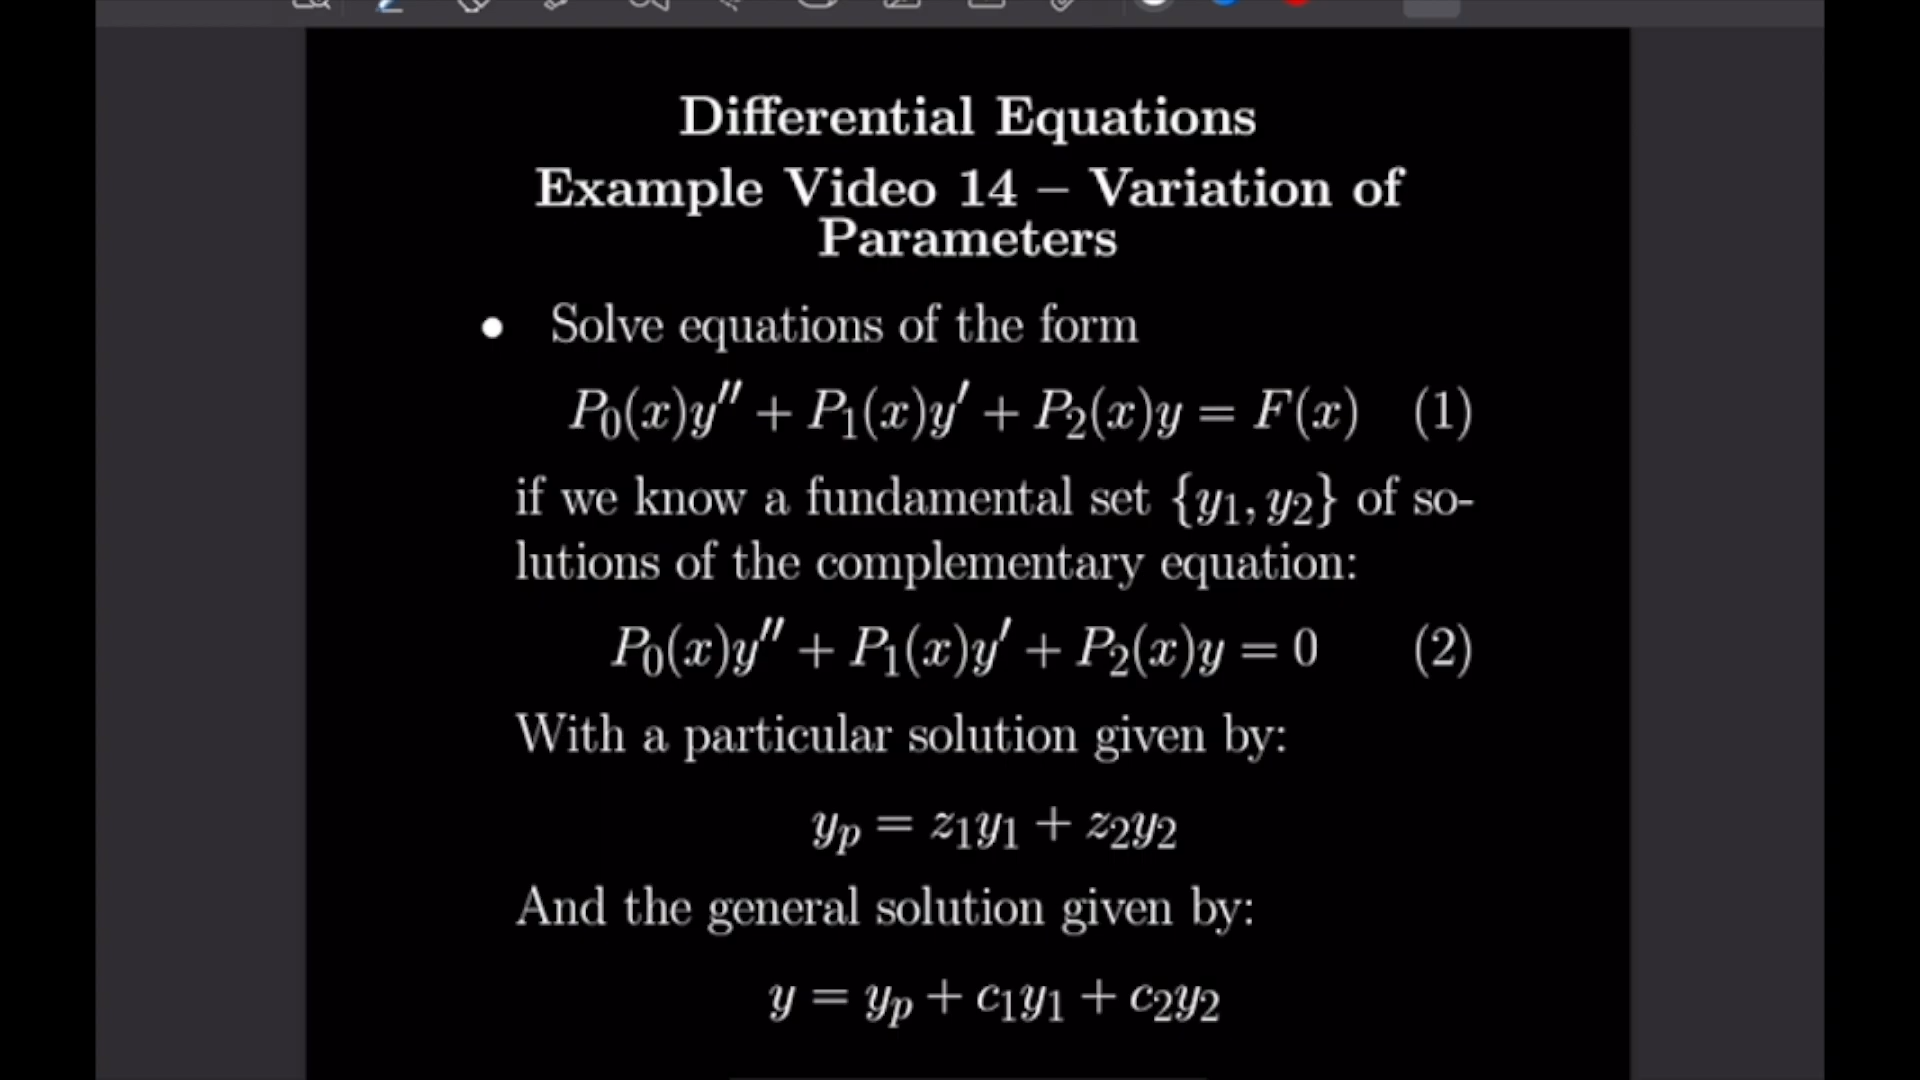 Differential Equations
Example Video 14 – Variation of
Parameters
• Solve equations of the form
P₀(x)y″ + P₁(x)y′ + P₂(x)y = F(x) (1)
if we know a fundamental set {y₁, y₂} of so-
lutions of the complementary equation:
P₀(x)y″ + P₁(x)y′ + P₂(x)y = 0 (2)
With a particular solution given by:
yₚ = z₁y₁ + z₂y₂
And the general solution given by:
y = yₚ + c₁y₁ + c₂y₂